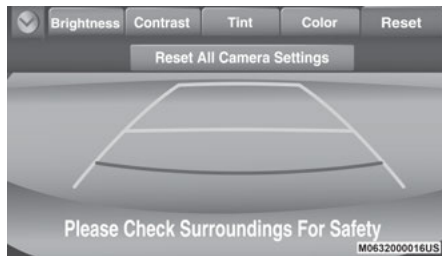 Brightness Contrast Tint Color Reset
Reset All Camera Settings
Please Check Surroundings For Safety
M0632000016US